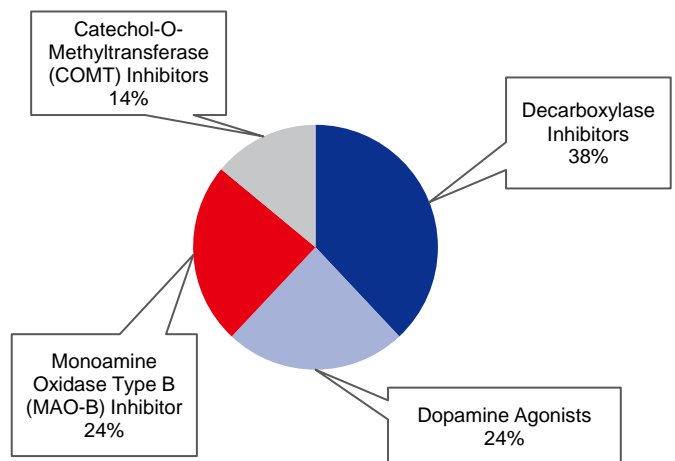 Catechol-O-
Methyltransferase
(COMT) Inhibitors
14%
Decarboxylase
Inhibitors
38%
Monoamine
Oxidase Type B
(MAO-B) Inhibitor
24%
Dopamine Agonists
24%